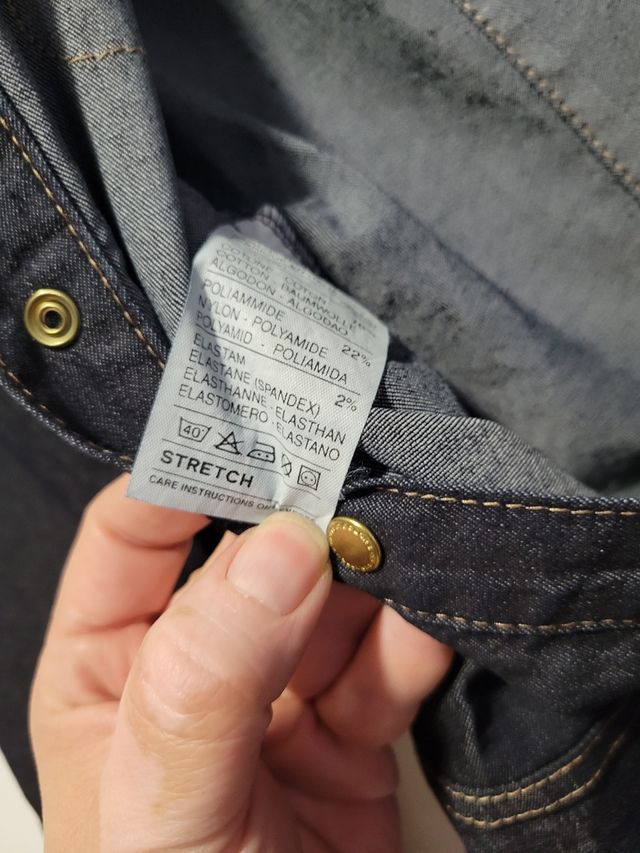 COTTON · BAUMWOLLE
ALGODON · ALGODAO
POLIAMMIDE
NYLON · POLYAMIDE 22%
POLYAMID · POLIAMIDA
ELASTAM
ELASTANE (SPANDEX) 2%
ELASTHANNE · ELASTHAN
ELASTOMERO · ELASTANO
40°
STRETCH
CARE INSTRUCTIONS